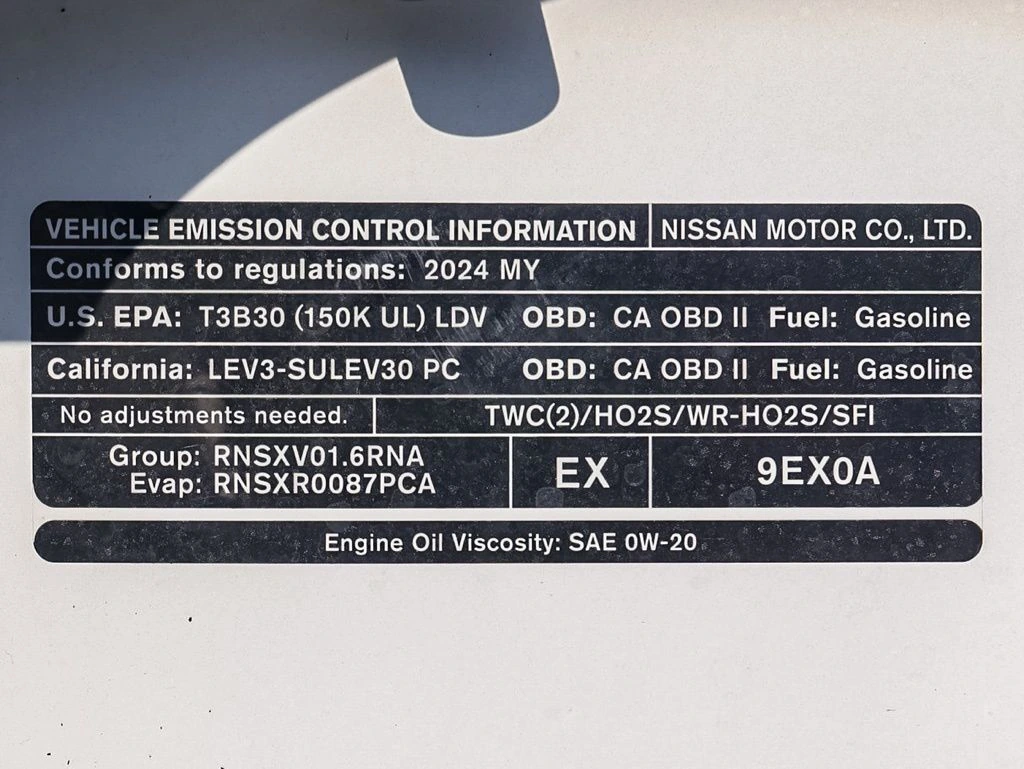 VEHICLE EMISSION CONTROL INFORMATION NISSAN MOTOR CO., LTD.
Conforms to regulations: 2024 MY
U.S. EPA: T3B30 (150K UL) LDV OBD: CA OBD II Fuel: Gasoline
California: LEV3-SULEV30 PC OBD: CA OBD II Fuel: Gasoline
No adjustments needed. TWC(2)/HO2S/WR-HO2S/SFI
Group: RNSXV01.6RNA
Evap: RNSXR0087PCA
EX
9EX0A
Engine Oil Viscosity: SAE 0W-20